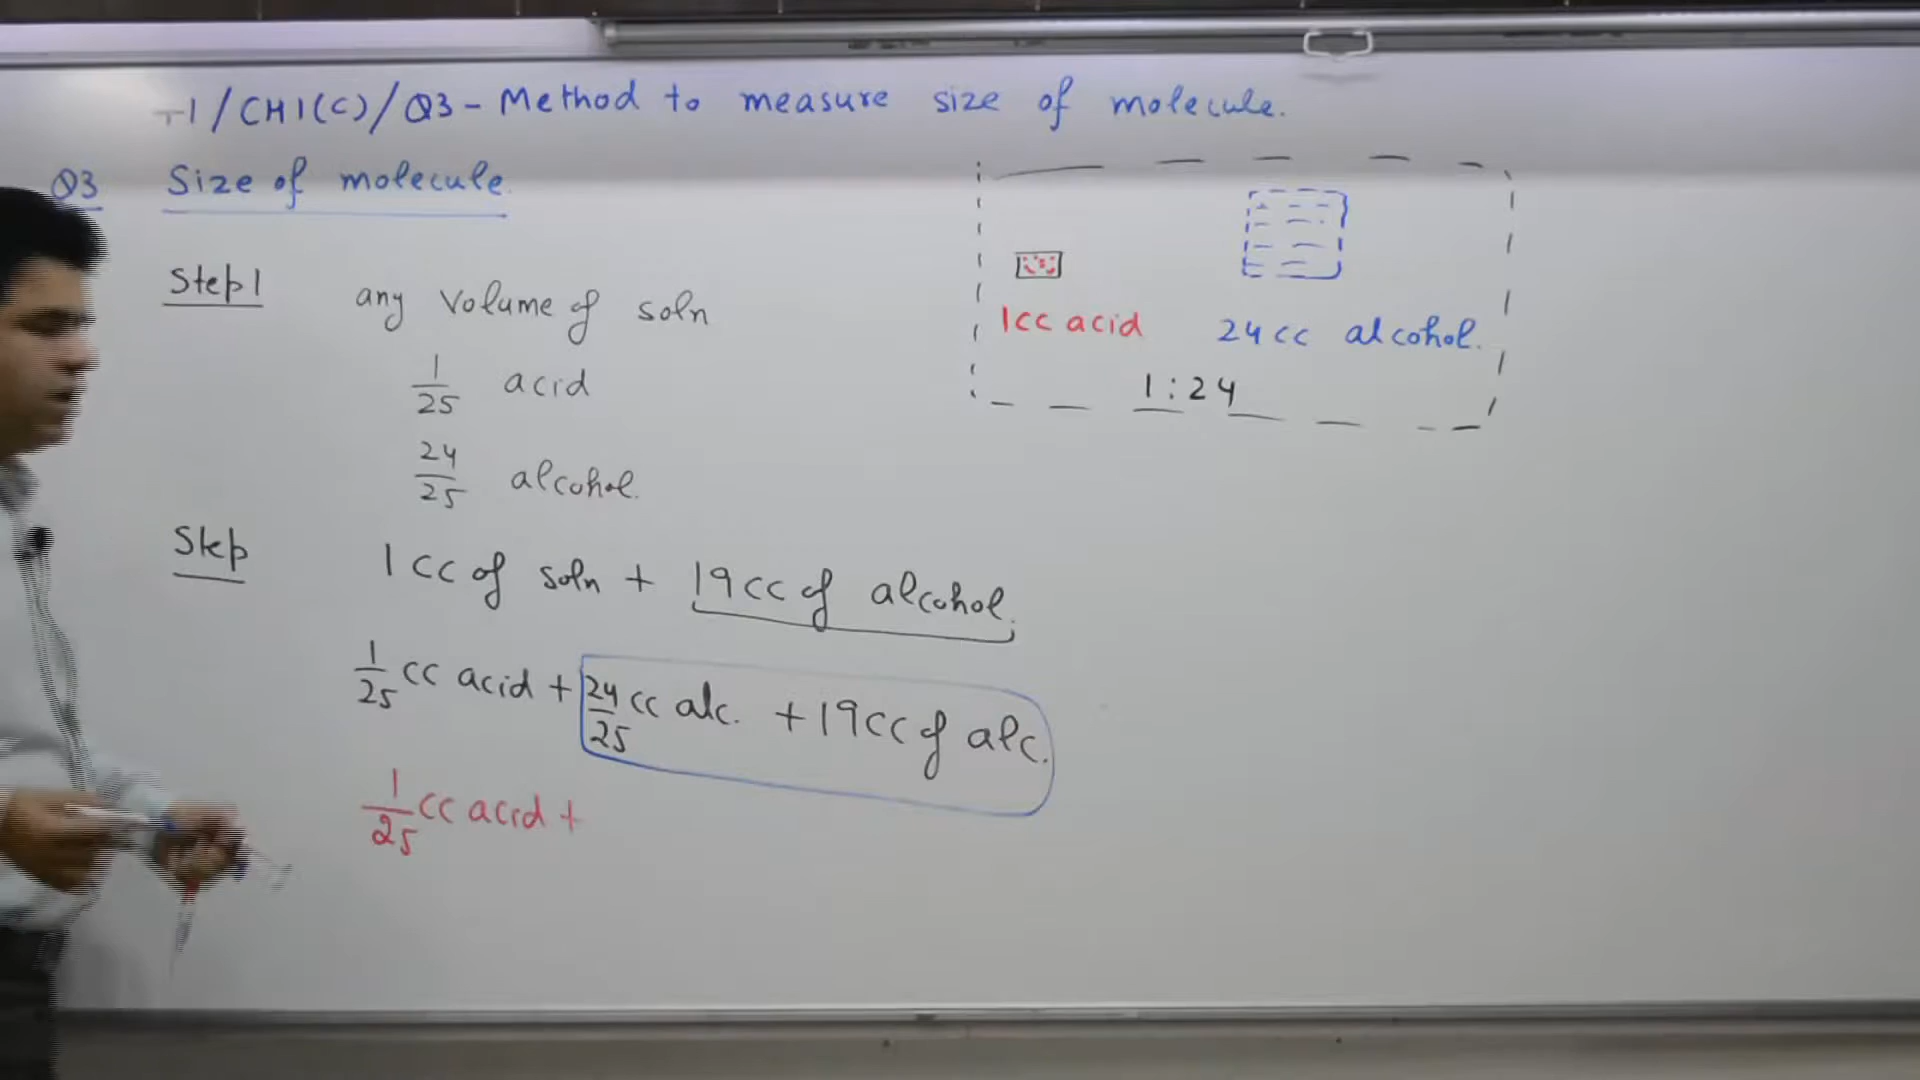 T1/CH1(C)/Q3 - Method to measure size of molecule.
Q3 Size of molecule
Step 1 any volume of soln
1/25 acid
24/25 alcohol.
1cc acid 24cc alcohol.
1:24
Step 1cc of soln + 19cc of alcohol.
1/25 cc acid + 24/25 cc alc. + 19cc of alc.
1/25 cc acid +